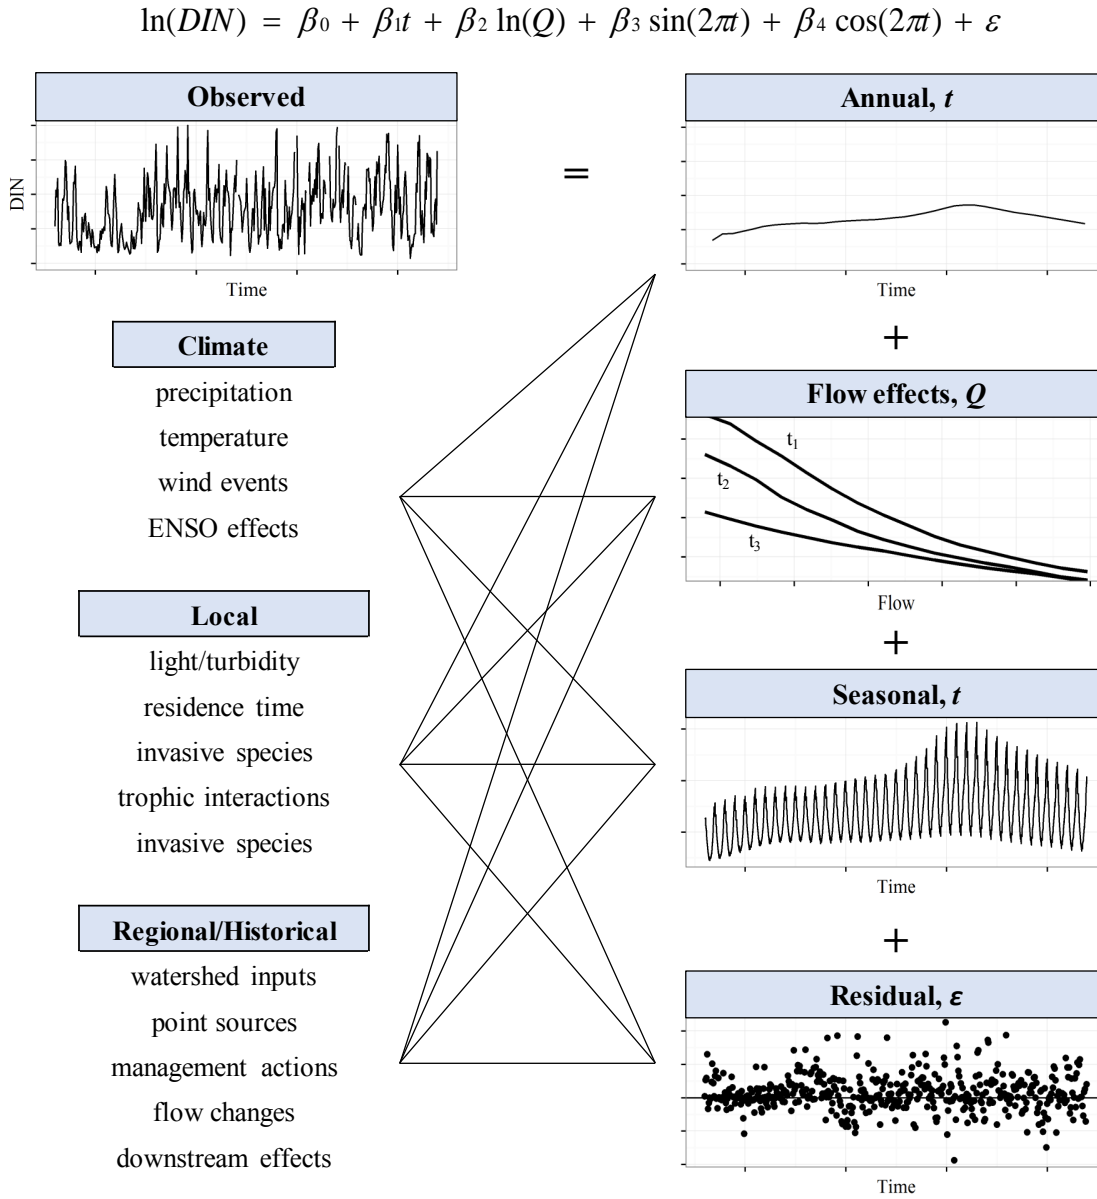 ln(DIN) = β0 + β1t + β2 ln(Q) + β3 sin(2πt) + β4 cos(2πt) + ε
Observed
DIN
Time
=
Climate
precipitation
temperature
wind events
ENSO effects
Local
light/turbidity
residence time
invasive species
trophic interactions
invasive species
Regional/Historical
watershed inputs
point sources
management actions
flow changes
downstream effects
Annual, t
Time
+
Flow effects, Q
t1
t2
t3
Flow
+
Seasonal, t
Time
+
Residual, ε
Time